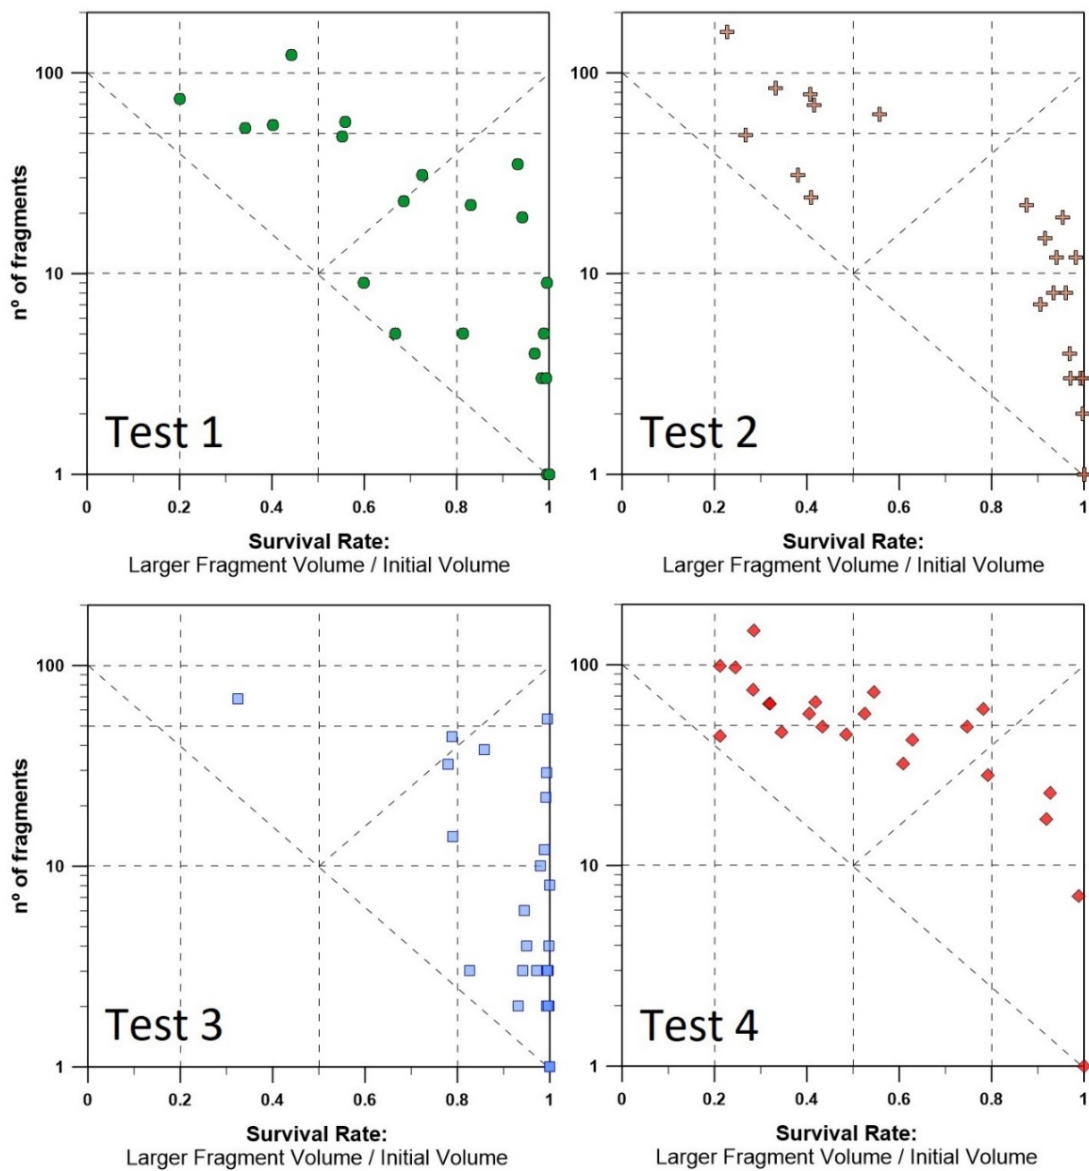 100
10
1
nº of fragments
Test 1
0 0.2 0.4 0.6 0.8 1
Survival Rate:
Larger Fragment Volume / Initial Volume
100
10
1
Test 2
0 0.2 0.4 0.6 0.8 1
Survival Rate:
Larger Fragment Volume / Initial Volume
100
10
1
nº of fragments
Test 3
0 0.2 0.4 0.6 0.8 1
Survival Rate:
Larger Fragment Volume / Initial Volume
100
10
1
Test 4
0 0.2 0.4 0.6 0.8 1
Survival Rate:
Larger Fragment Volume / Initial Volume